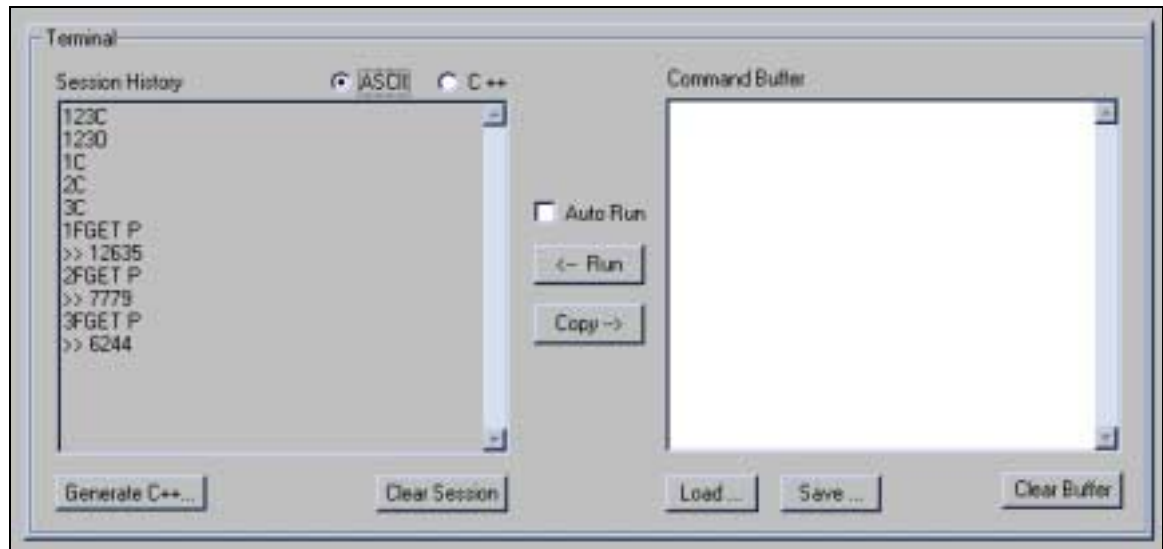 Terminal
Session History
ASCII
C ++
Command Buffer
123C
123O
1C
2C
3C
1FGET P
>> 12635
2FGET P
>> 7779
3FGET P
>> 6244
Auto Run
<-- Run
Copy -->
Generate C++...
Clear Session
Load ...
Save ...
Clear Buffer